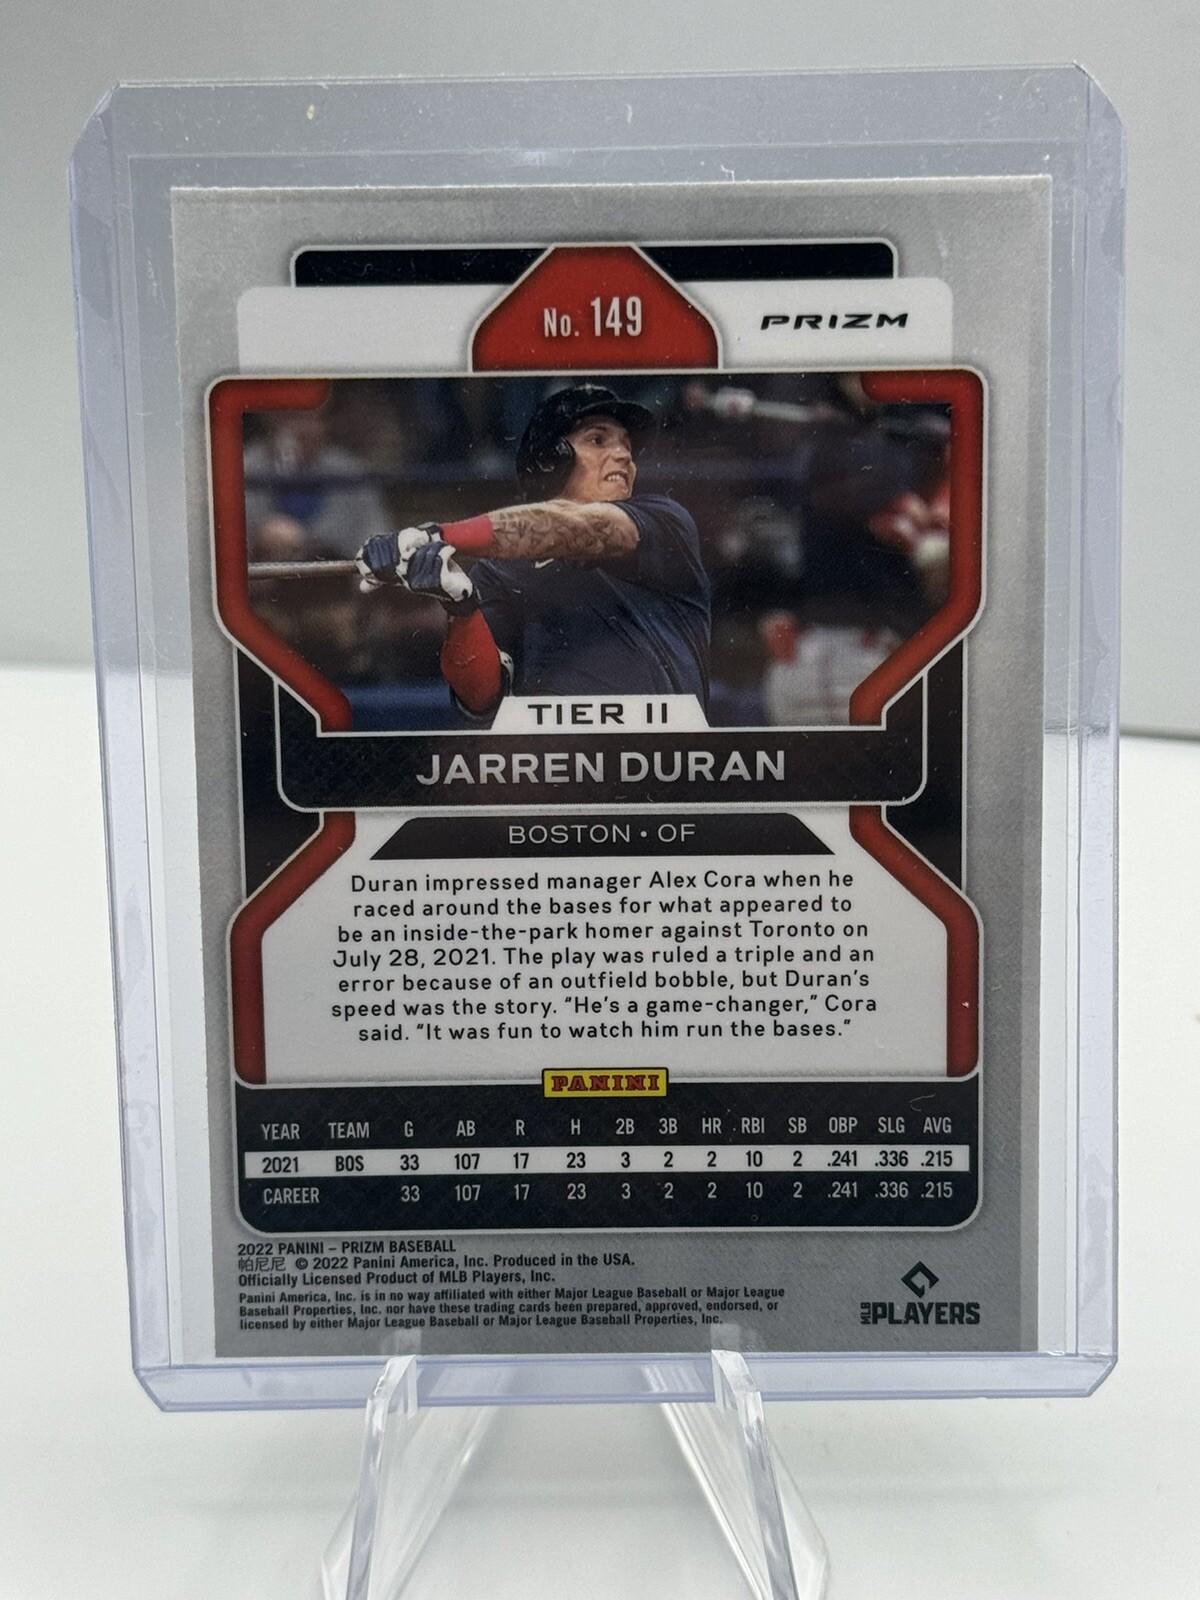 No. 149
PRIZM
TIER II
JARREN DURAN
BOSTON • OF
Duran impressed manager Alex Cora when he
raced around the bases for what appeared to
be an inside-the-park homer against Toronto on
July 28, 2021. The play was ruled a triple and an
error because of an outfield bobble, but Duran's
speed was the story. "He's a game-changer," Cora
said. "It was fun to watch him run the bases."
PANINI
YEAR TEAM G AB R H 2B 3B HR RBI SB OBP SLG AVG
2021 BOS 33 107 17 23 3 2 2 10 2 .241 .336 .215
CAREER 33 107 17 23 3 2 2 10 2 .241 .336 .215
2022 PANINI – PRIZM BASEBALL
帕尼尼 © 2022 Panini America, Inc. Produced in the USA.
Officially Licensed Product of MLB Players, Inc.
Panini America, Inc. is in no way affiliated with either Major League Baseball or Major League
Baseball Properties, Inc. nor have these trading cards been prepared, approved, endorsed, or
licensed by either Major League Baseball or Major League Baseball Properties, Inc.
MLB PLAYERS